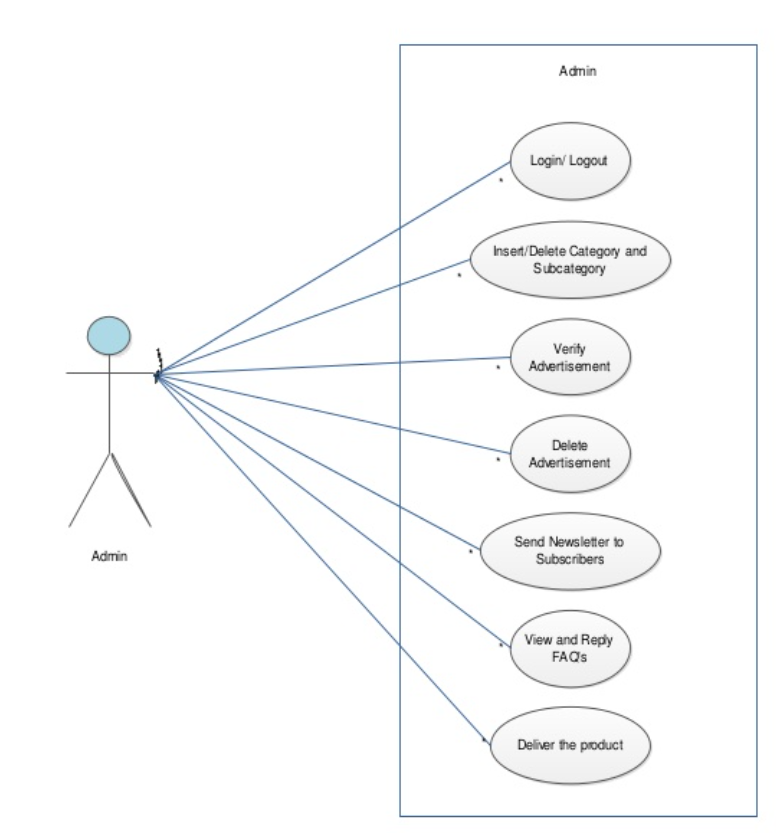 Admin
Login/ Logout
*
Insert/Delete Category and
Subcategory
*
Verify
Advertisement
*
Delete
Advertisement
*
Send Newsletter to
Subscribers
*
View and Reply
FAQ's
*
Deliver the product
*
Admin